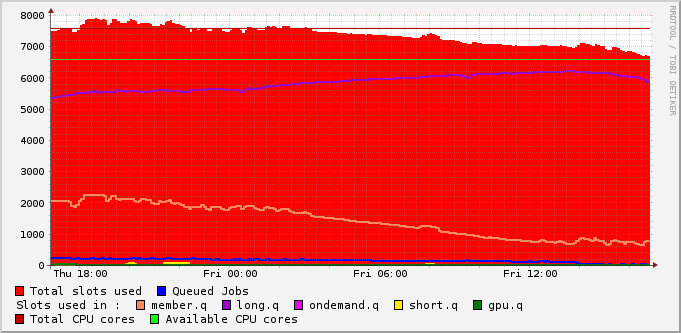 8000
7000
6000
5000
4000
3000
2000
1000
0
Thu 18:00 Fri 00:00 Fri 06:00 Fri 12:00
RRDTOOL / TOBI OETIKER
Total slots used Queued Jobs
Slots used in : member.q long.q ondemand.q short.q gpu.q
Total CPU cores Available CPU cores